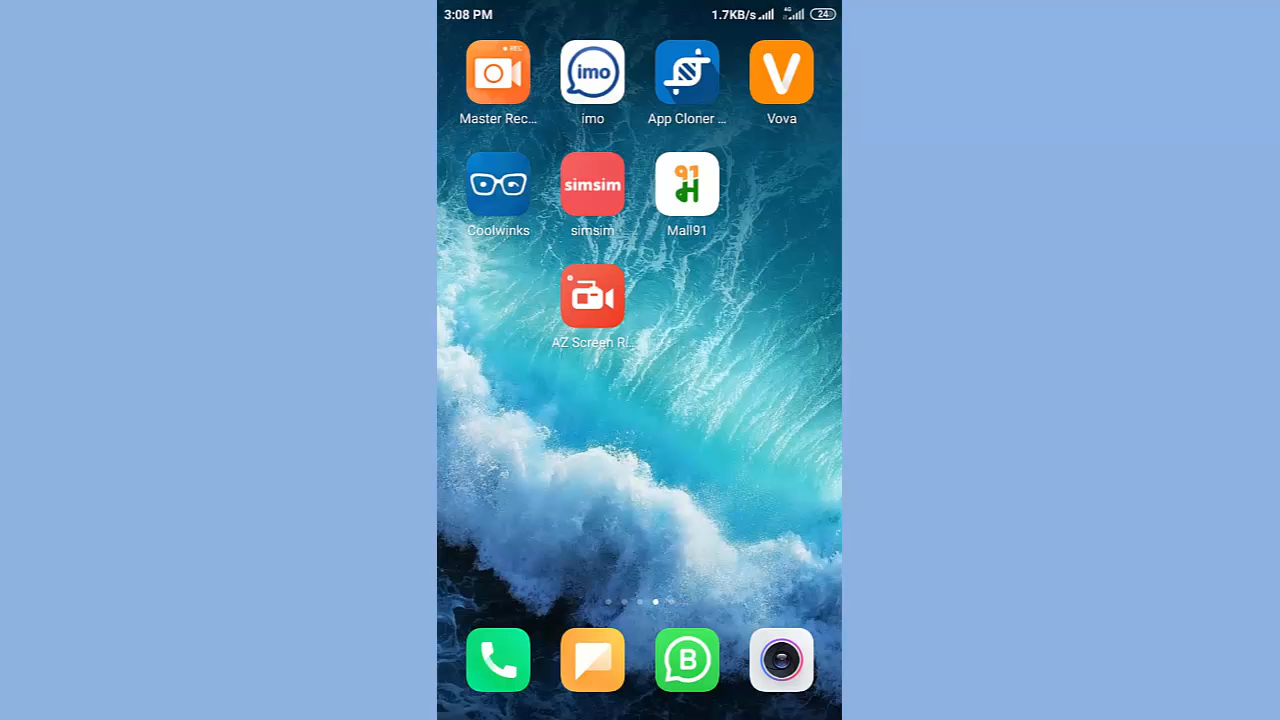 3:08 PM 1.7KB/s 4G 24
REC
imo
V
Master Rec... imo App Cloner ... Vova
simsim
91
म
Coolwinks simsim Mall91
AZ Screen R...
B